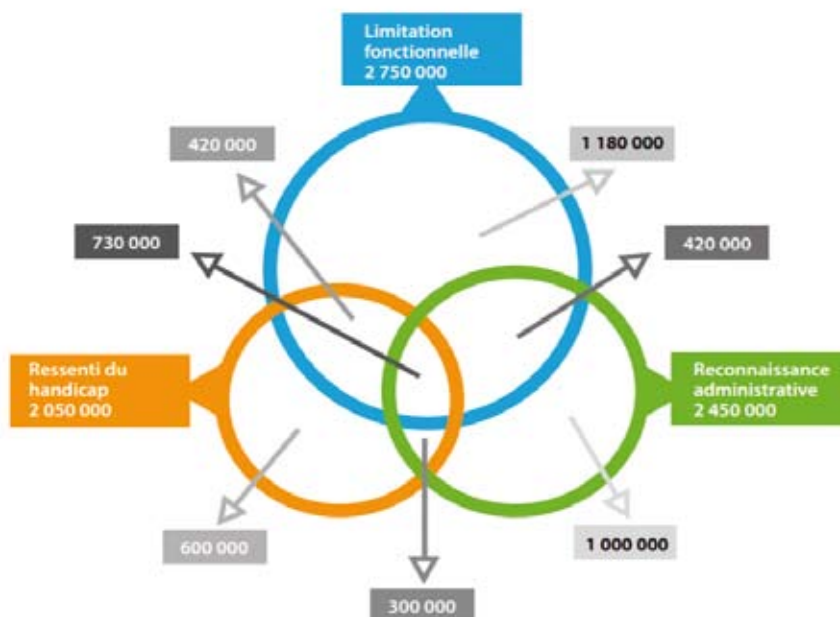 Limitation
fonctionnelle
2 750 000
420 000
1 180 000
730 000
420 000
Ressenti du
handicap
2 050 000
Reconnaissance
administrative
2 450 000
600 000
1 000 000
300 000